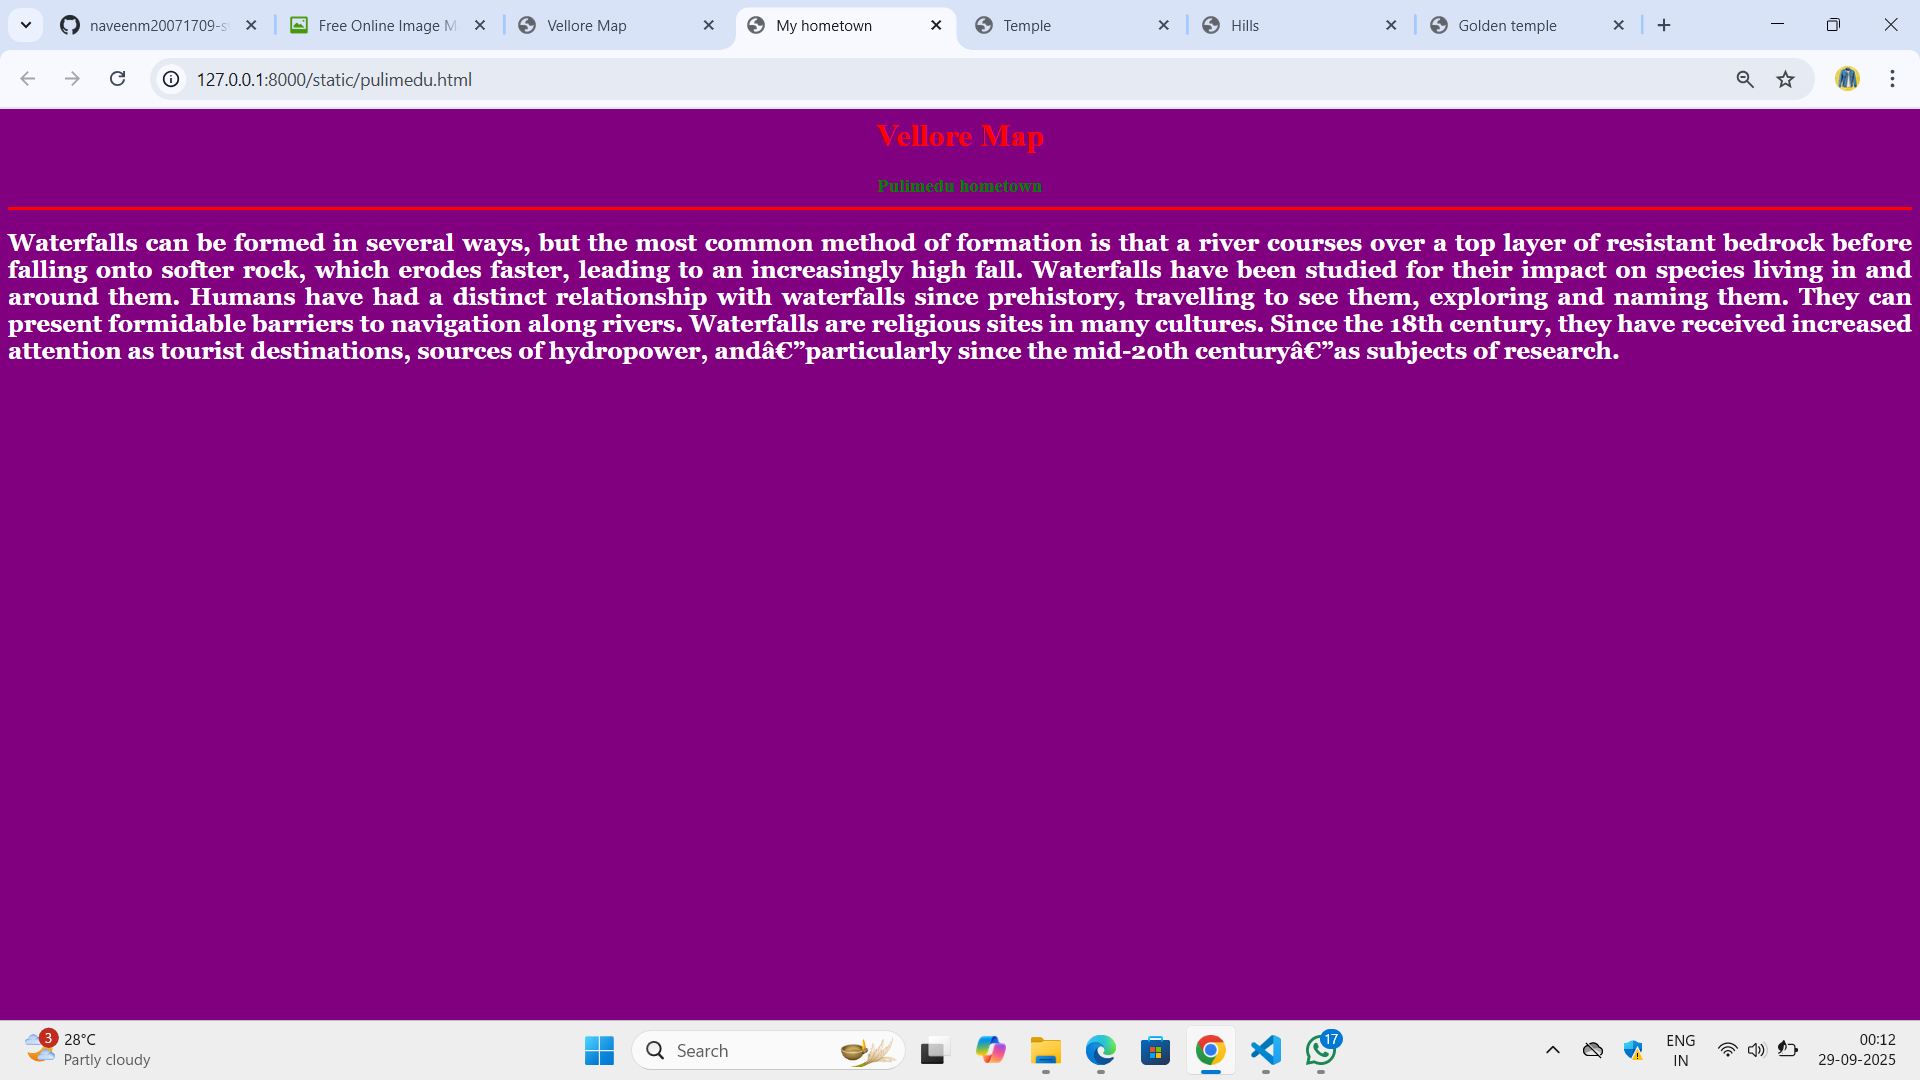 naveenm20071709-s
Free Online Image M
Vellore Map
My hometown
Temple
Hills
Golden temple
127.0.0.1:8000/static/pulimedu.html
Vellore Map
Pulimedu hometown
Waterfalls can be formed in several ways, but the most common method of formation is that a river courses over a top layer of resistant bedrock before
falling onto softer rock, which erodes faster, leading to an increasingly high fall. Waterfalls have been studied for their impact on species living in and
around them. Humans have had a distinct relationship with waterfalls since prehistory, travelling to see them, exploring and naming them. They can
present formidable barriers to navigation along rivers. Waterfalls are religious sites in many cultures. Since the 18th century, they have received increased
attention as tourist destinations, sources of hydropower, andâ€”particularly since the mid-20th centuryâ€”as subjects of research.
3
28°C
Partly cloudy
Search
17
ENG
IN
00:12
29-09-2025